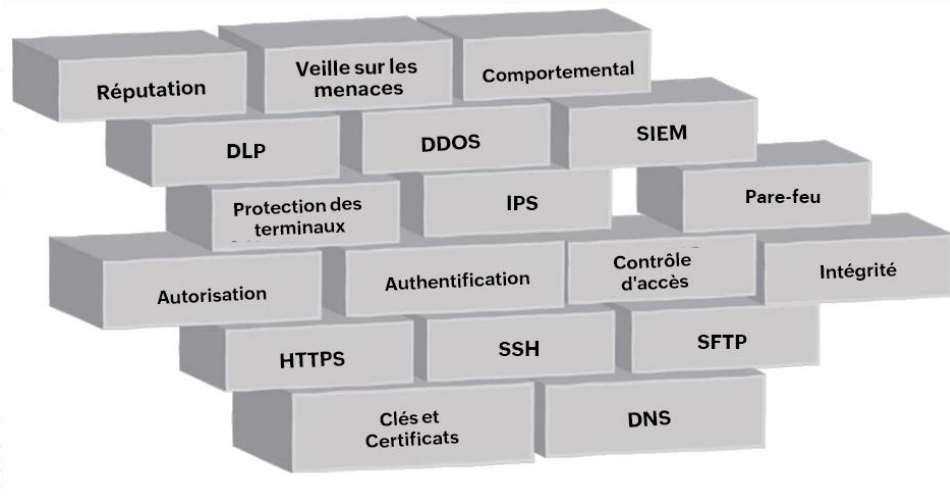 Réputation
Veille sur les
menaces
Comportemental
DLP
DDOS
SIEM
Protection des
terminaux
IPS
Pare-feu
Autorisation
Authentification
Contrôle
d'accès
Intégrité
HTTPS
SSH
SFTP
Clés et
Certificats
DNS